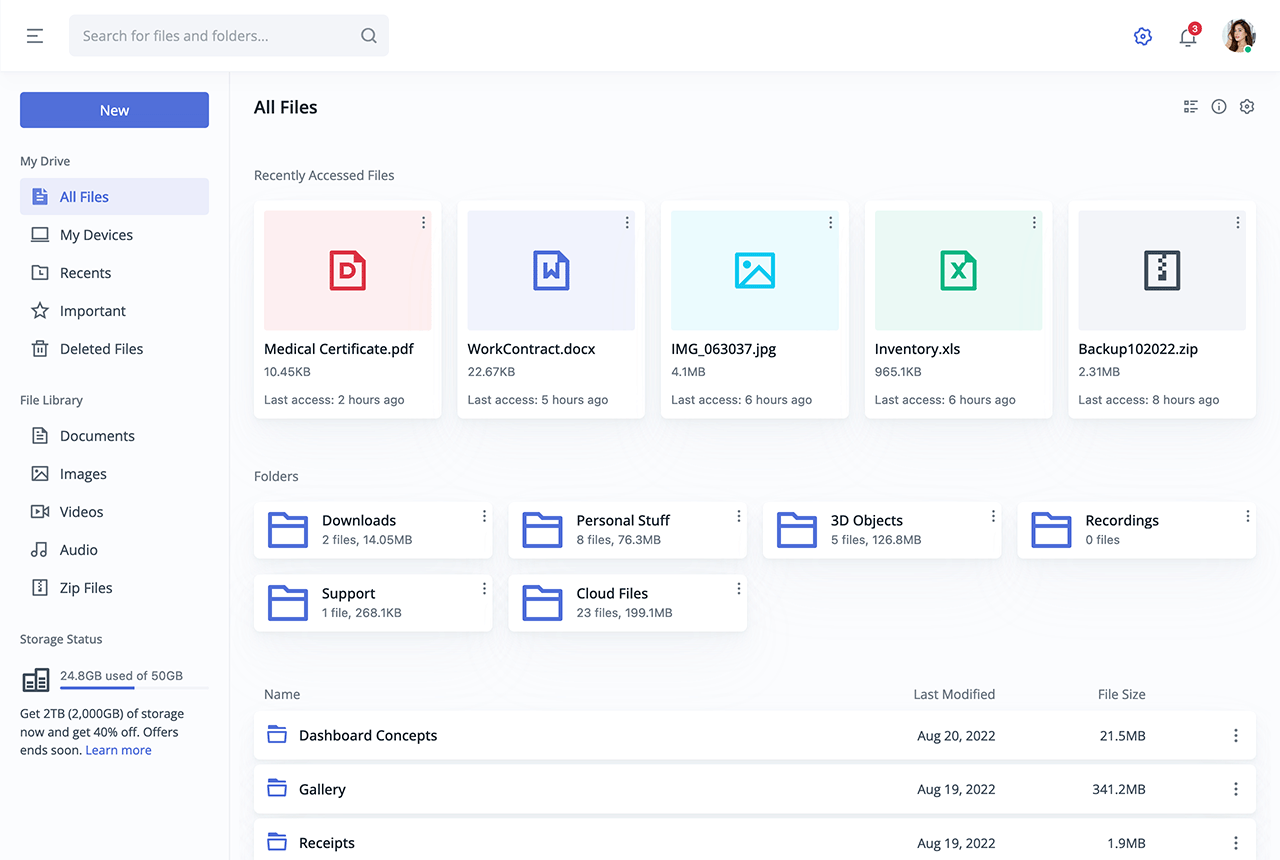 Search for files and folders...
3
New
My Drive
All Files
My Devices
Recents
Important
Deleted Files
File Library
Documents
Images
Videos
Audio
Zip Files
Storage Status
24.8GB used of 50GB
Get 2TB (2,000GB) of storage
now and get 40% off. Offers
ends soon. Learn more
All Files
Recently Accessed Files
D
Medical Certificate.pdf
10.45KB
Last access: 2 hours ago
W
WorkContract.docx
22.67KB
Last access: 5 hours ago
IMG_063037.jpg
4.1MB
Last access: 6 hours ago
X
Inventory.xls
965.1KB
Last access: 6 hours ago
Backup102022.zip
2.31MB
Last access: 8 hours ago
Folders
Downloads
2 files, 14.05MB
Personal Stuff
8 files, 76.3MB
3D Objects
5 files, 126.8MB
Recordings
0 files
Support
1 file, 268.1KB
Cloud Files
23 files, 199.1MB
Name Last Modified File Size
Dashboard Concepts Aug 20, 2022 21.5MB
Gallery Aug 19, 2022 341.2MB
Receipts Aug 19, 2022 1.9MB